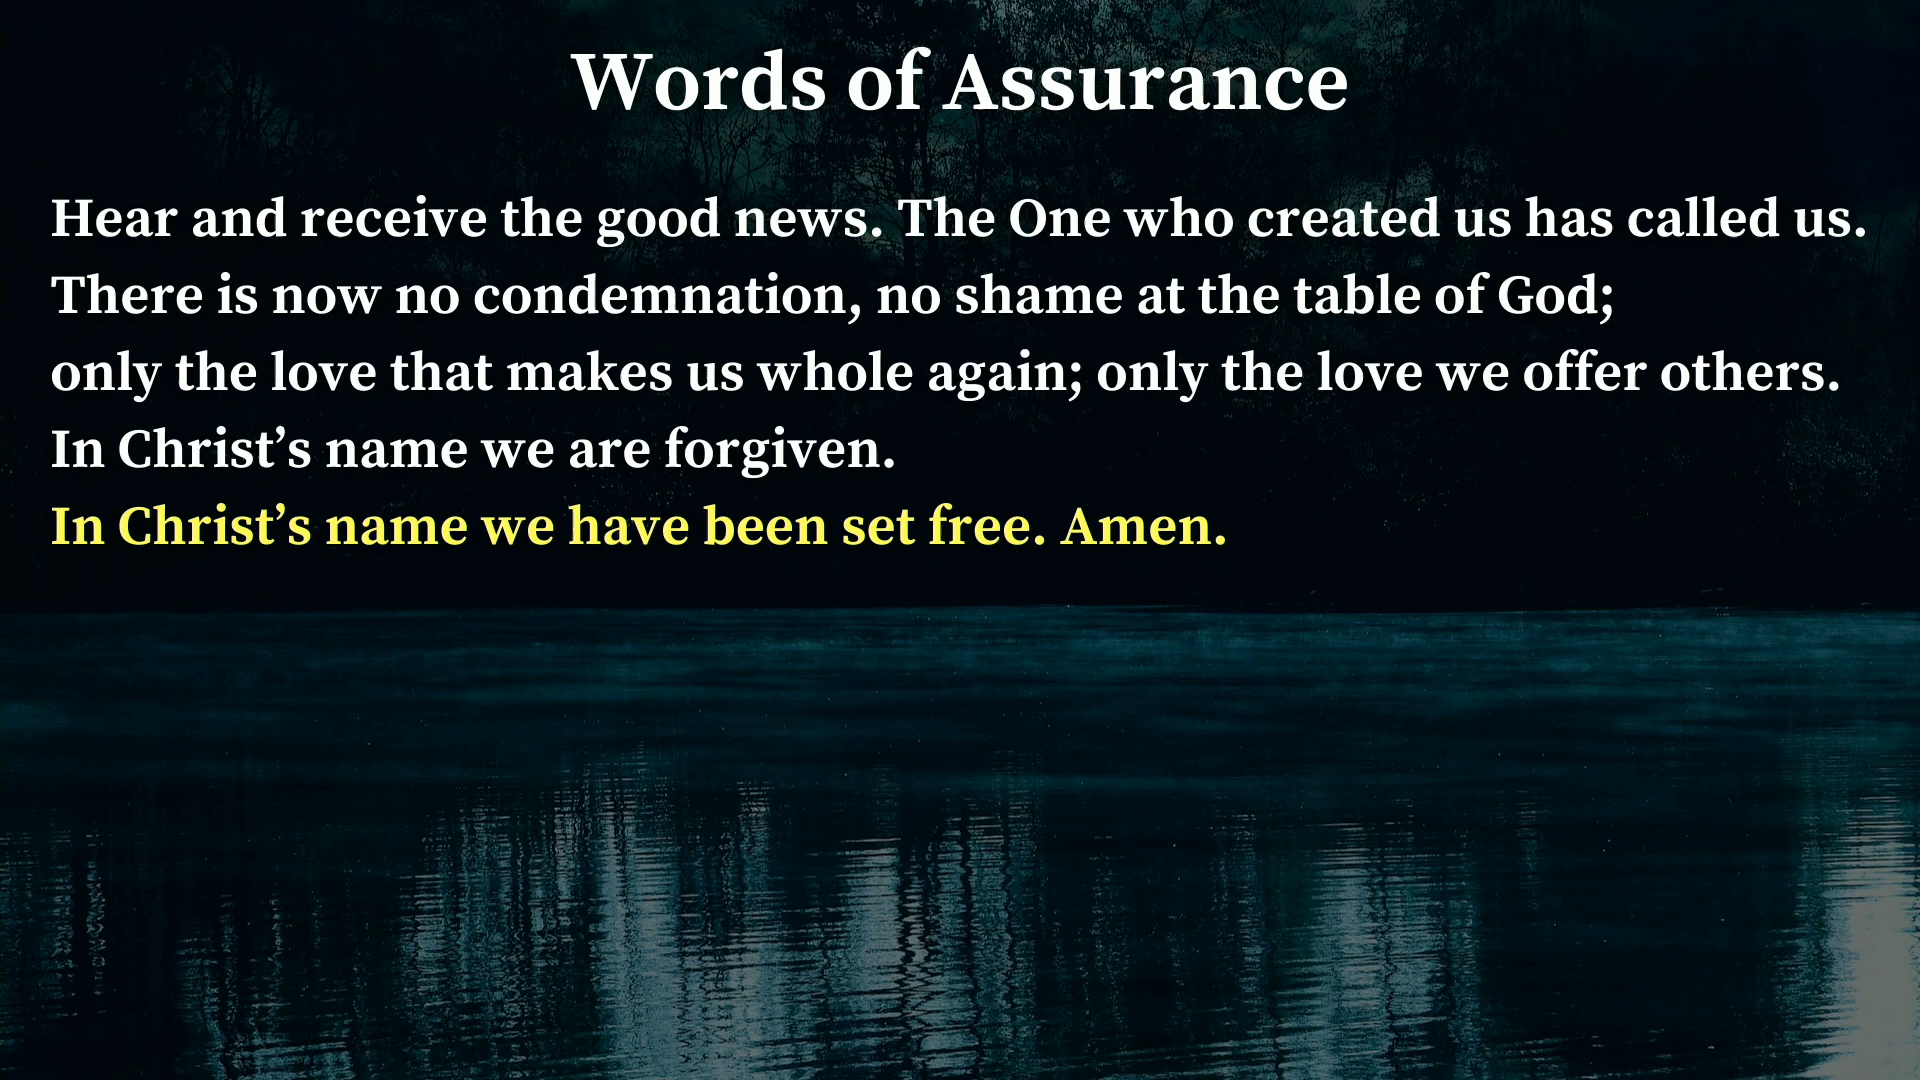 Words of Assurance
Hear and receive the good news. The One who created us has called us.
There is now no condemnation, no shame at the table of God;
only the love that makes us whole again; only the love we offer others.
In Christ’s name we are forgiven.
In Christ’s name we have been set free. Amen.